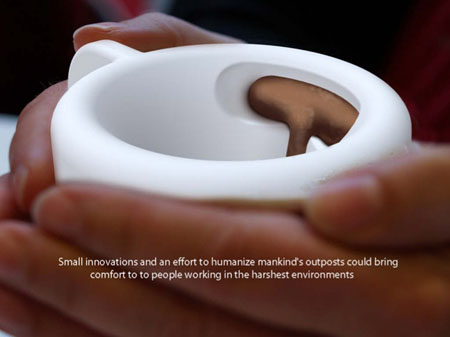 Small innovations and an effort to humanize mankind's outposts could bring
comfort to to people working in the harshest environments